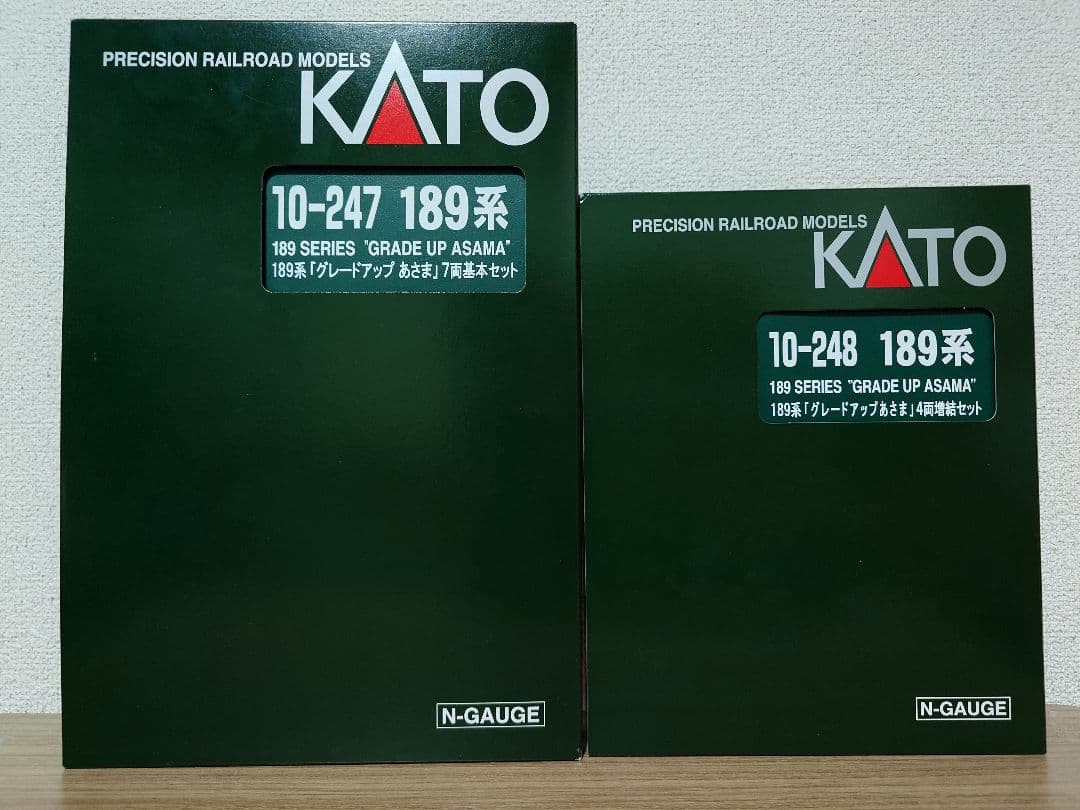 PRECISION RAILROAD MODELS
KATO
10-247 189系
189 SERIES "GRADE UP ASAMA"
189系「グレードアップ あさま」7両基本セット
N-GAUGE
PRECISION RAILROAD MODELS
KATO
10-248 189系
189 SERIES "GRADE UP ASAMA"
189系「グレードアップあさま」4両増結セット
N-GAUGE